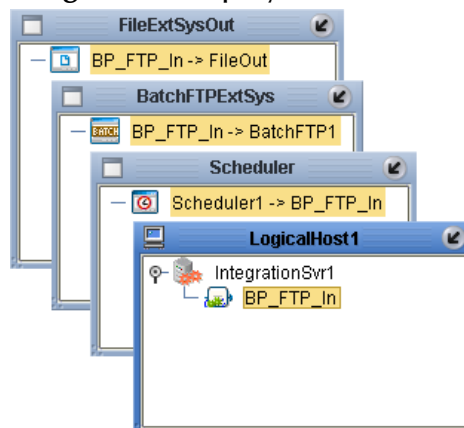 FileExtSysOut
BP_FTP_In -> FileOut
BatchFTPExtSys
BATCH BP_FTP_In -> BatchFTP1
Scheduler
Scheduler1 -> BP_FTP_In
LogicalHost1
IntegrationSvr1
BP_FTP_In